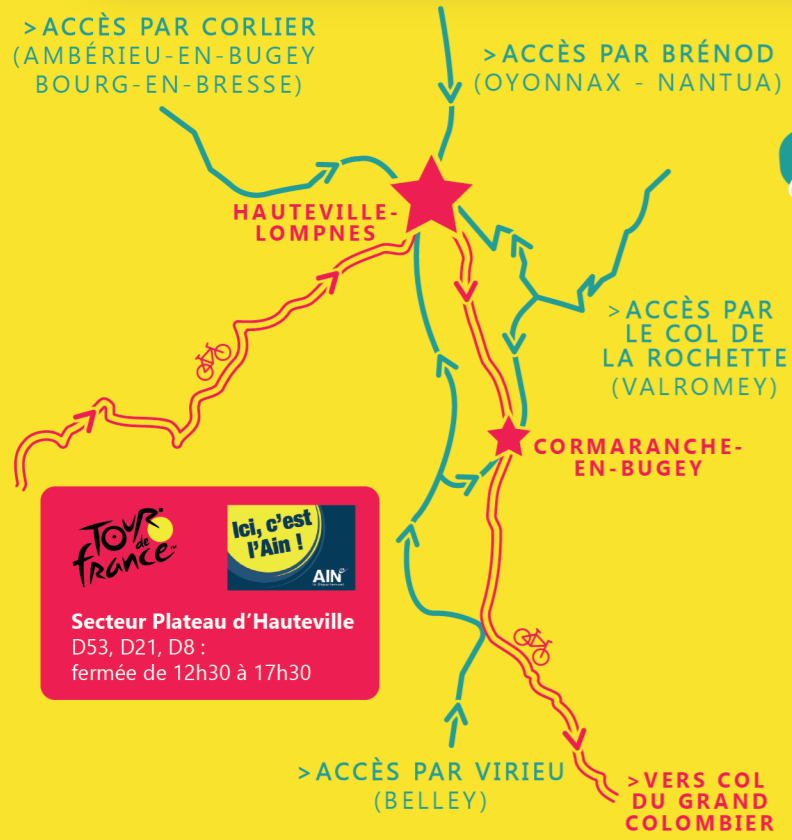 >ACCÈS PAR CORLIER
(AMBÉRIEU-EN-BUGEY
BOURG-EN-BRESSE)
>ACCÈS PAR BRÉNOD
(OYONNAX - NANTUA)
HAUTEVILLE-
LOMPNES
>ACCÈS PAR
LE COL DE
LA ROCHETTE
(VALROMEY)
CORMARANCHE-
EN-BUGEY
TOUR
de
france
Ici, c'est
l'Ain !
AIN
Secteur Plateau d'Hauteville
D53, D21, D8 :
fermée de 12h30 à 17h30
>ACCÈS PAR VIRIEU
(BELLEY)
>VERS COL
DU GRAND
COLOMBIER